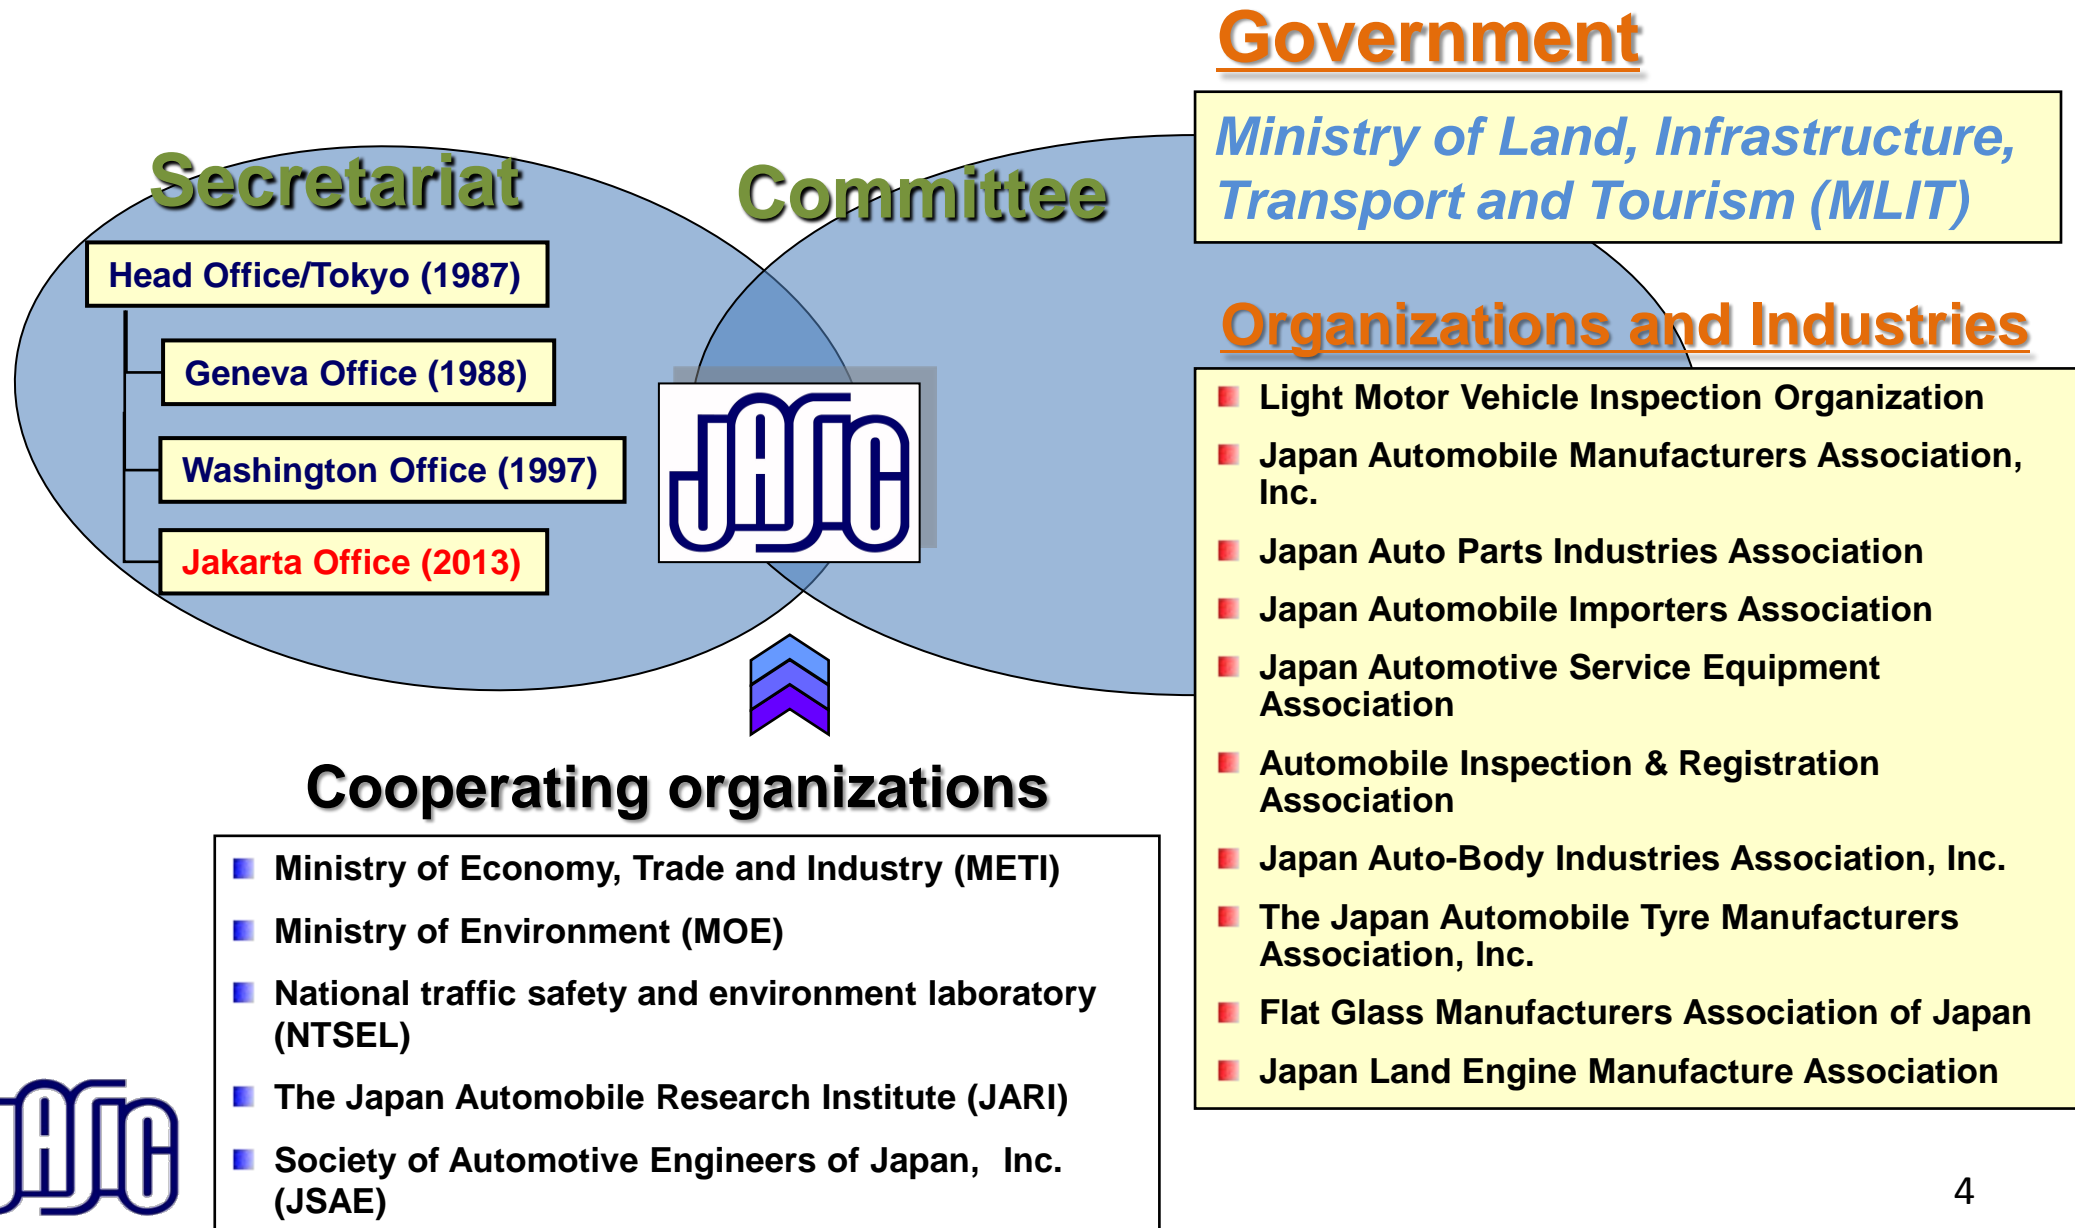 Government
Ministry of Land, Infrastructure,
Transport and Tourism (MLIT)
Secretariat
Committee
Head Office/Tokyo (1987)
Geneva Office (1988)
Washington Office (1997)
Jakarta Office (2013)
JASIC
Organizations and Industries
Light Motor Vehicle Inspection Organization
Japan Automobile Manufacturers Association,
Inc.
Japan Auto Parts Industries Association
Japan Automobile Importers Association
Japan Automotive Service Equipment
Association
Automobile Inspection & Registration
Association
Japan Auto-Body Industries Association, Inc.
The Japan Automobile Tyre Manufacturers
Association, Inc.
Flat Glass Manufacturers Association of Japan
Japan Land Engine Manufacture Association
Cooperating organizations
Ministry of Economy, Trade and Industry (METI)
Ministry of Environment (MOE)
National traffic safety and environment laboratory
(NTSEL)
The Japan Automobile Research Institute (JARI)
Society of Automotive Engineers of Japan, Inc.
(JSAE)
JASIC
4